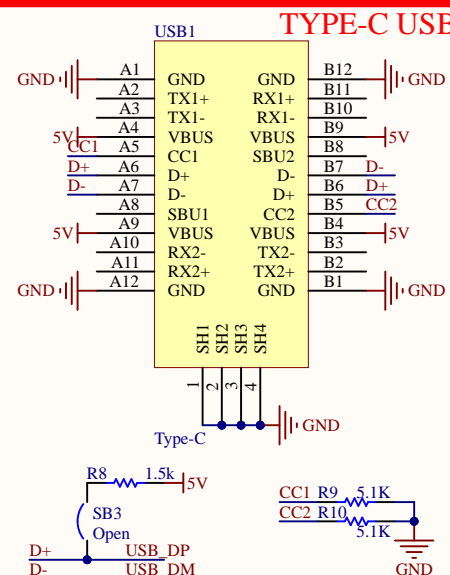 TYPE-C USB
USB1
GND A1 GND GND B12 GND
A2 TX1+ RX1+ B11
A3 TX1- RX1- B10
5V A4 VBUS VBUS B9 5V
CC1 A5 CC1 SBU2 B8
D+ A6 D+ D- B7 D-
D- A7 D- D+ B6 D+
A8 SBU1 CC2 B5 CC2
5V A9 VBUS VBUS B4 5V
A10 RX2- TX2- B3
A11 RX2+ TX2+ B2
GND A12 GND GND B1 GND
SH1 SH2 SH3 SH4
1 2 3 4
GND
Type-C
R8 1.5k 5V
SB3
Open
D+ USB_DP
D- USB_DM
CC1 R9 5.1K
CC2 R10 5.1K
GND